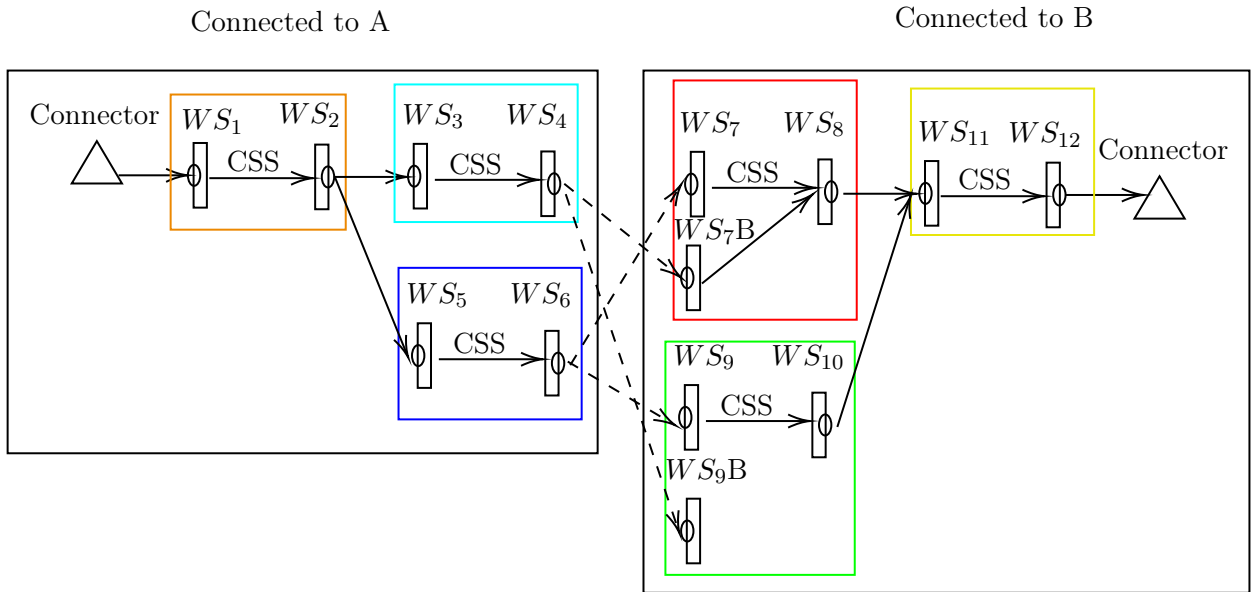 Connected to A
Connected to B
Connector
WS₁
WS₂
CSS
WS₃
WS₄
CSS
WS₅
WS₆
CSS
WS₇
WS₈
CSS
WS₇B
WS₉
WS₁₀
CSS
WS₉B
WS₁₁
WS₁₂
CSS
Connector